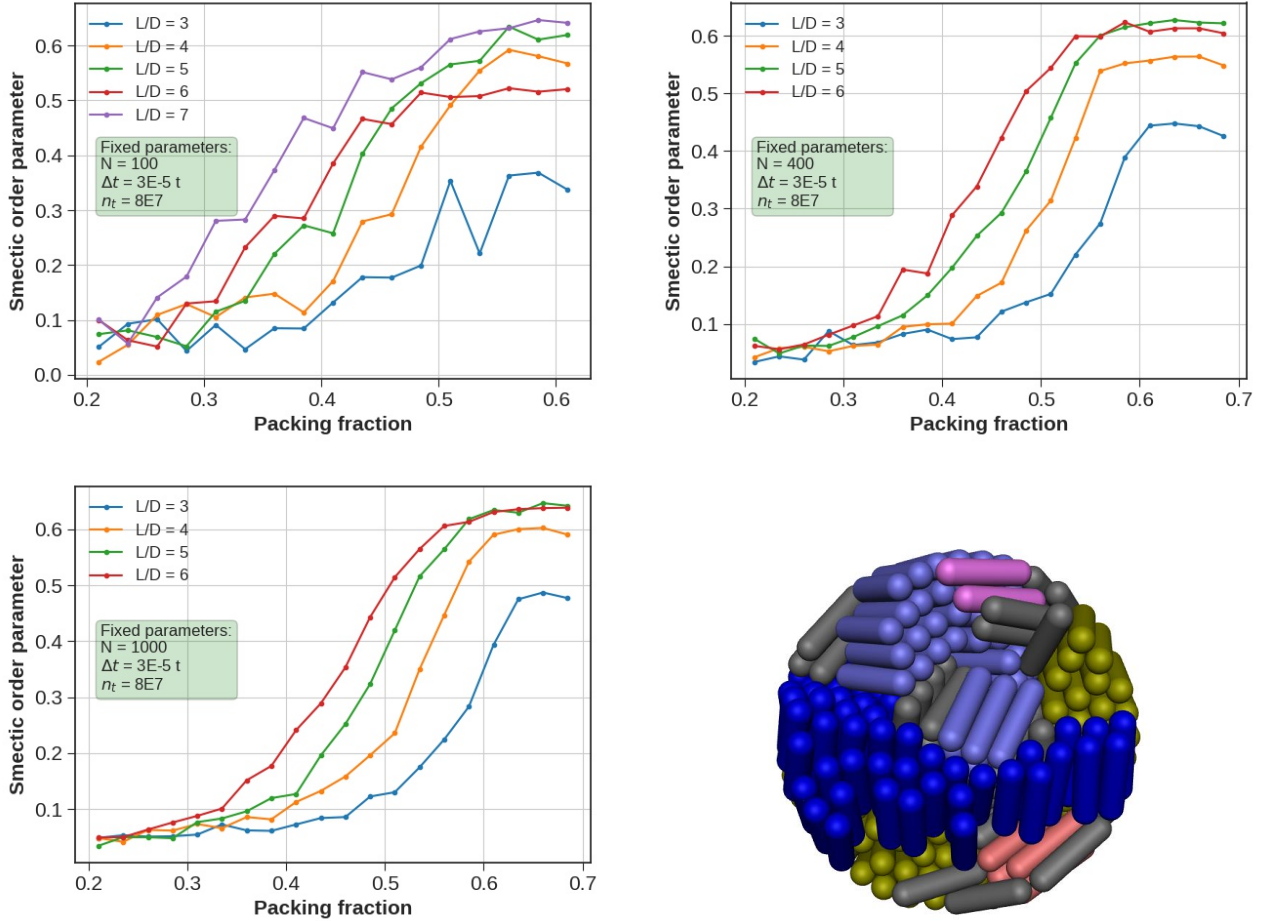 L/D = 3
L/D = 4
L/D = 5
L/D = 6
L/D = 7
Fixed parameters:
N = 100
Δt = 3E-5 t
nₜ = 8E7
Smectic order parameter
0.6
0.5
0.4
0.3
0.2
0.1
0.0
0.2 0.3 0.4 0.5 0.6
Packing fraction
L/D = 3
L/D = 4
L/D = 5
L/D = 6
Fixed parameters:
N = 400
Δt = 3E-5 t
nₜ = 8E7
Smectic order parameter
0.6
0.5
0.4
0.3
0.2
0.1
0.2 0.3 0.4 0.5 0.6 0.7
Packing fraction
L/D = 3
L/D = 4
L/D = 5
L/D = 6
Fixed parameters:
N = 1000
Δt = 3E-5 t
nₜ = 8E7
Smectic order parameter
0.6
0.5
0.4
0.3
0.2
0.1
0.2 0.3 0.4 0.5 0.6 0.7
Packing fraction